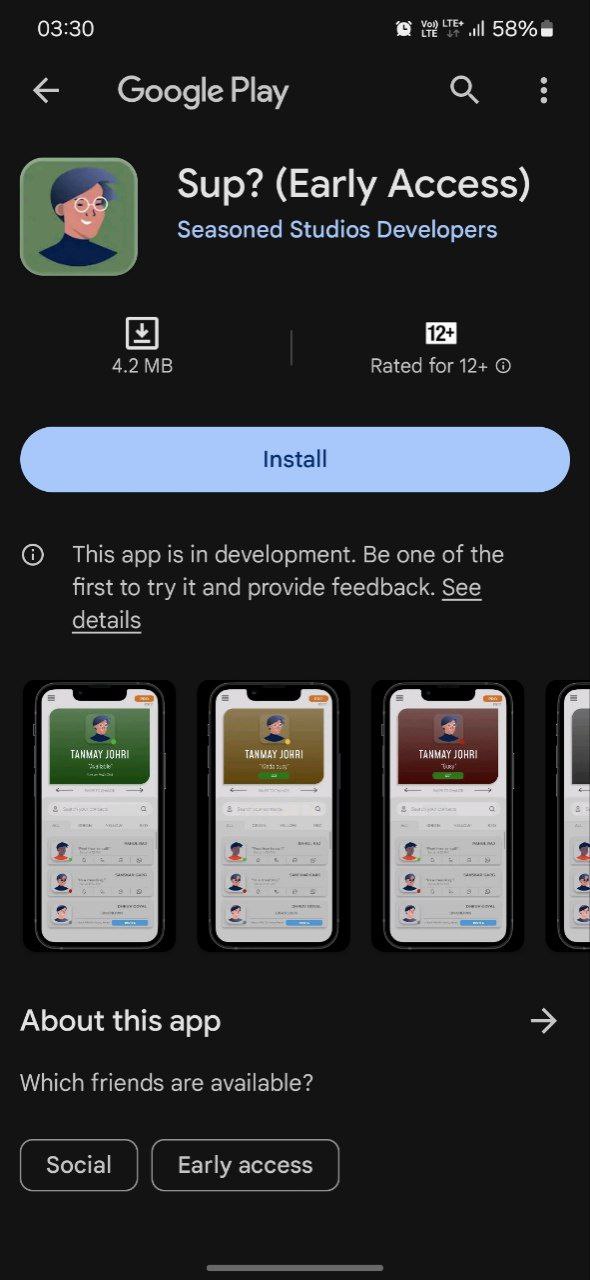 03:30
Vo)) LTE+
LTE
58%
Google Play
Sup? (Early Access)
Seasoned Studios Developers
12+
4.2 MB
Rated for 12+
Install
This app is in development. Be one of the
first to try it and provide feedback. See
details
TANMAY JOHRI
"Available"
TANMAY JOHRI
"Kinda busy"
TANMAY JOHRI
"Busy"
About this app
Which friends are available?
Social
Early access